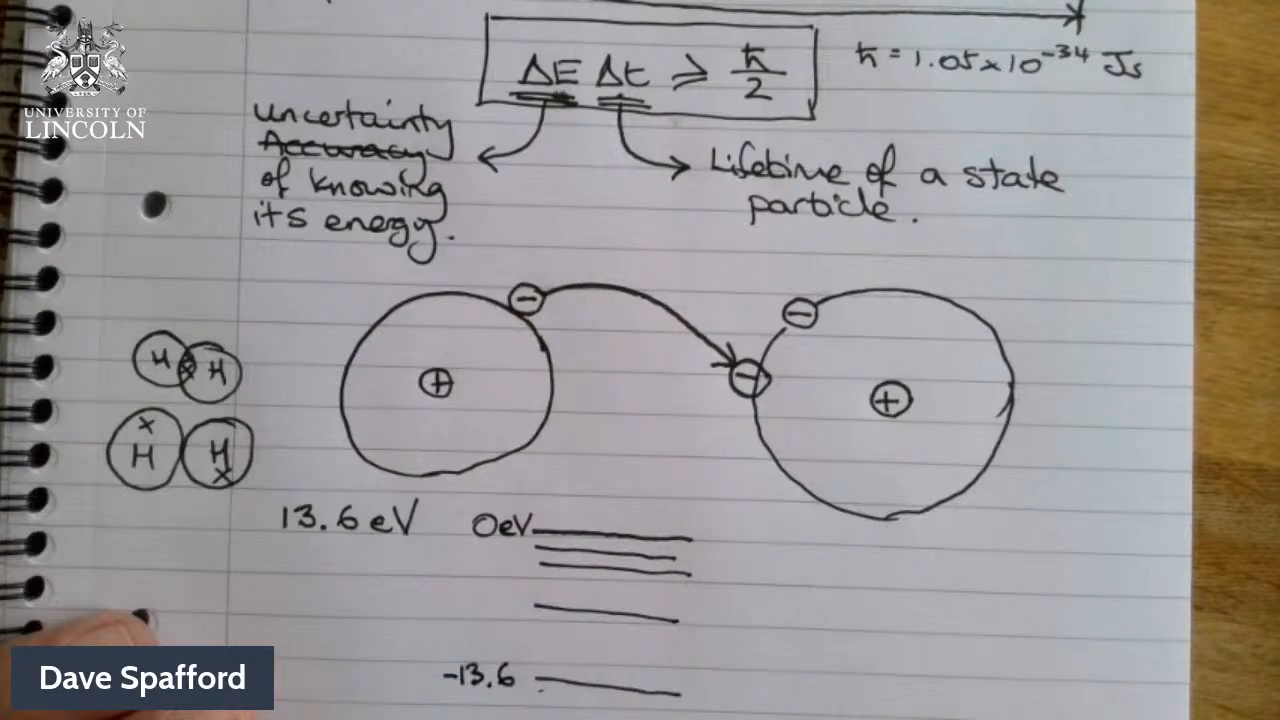 UNIVERSITY OF
LINCOLN
ΔE Δt ⩾ ħ/2
ħ = 1.05 × 10⁻³⁴ Js
uncertainty
Accuracy
of knowing
its energy.
Lifetime of a state
particle.
−
−
−
+
+
H H
x
H H
x
13.6 eV
0eV
-13.6
Dave Spafford